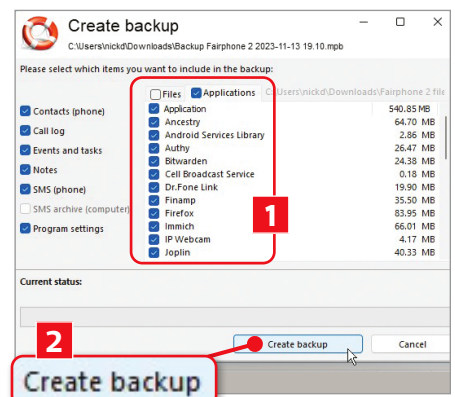 Create backup
C:\Users\nickd\Downloads\Backup Fairphone 2 2023-11-13 19.10.mpb
Please select which items you want to include in the backup:
Files Applications C:\Users\nickd\Downloads\Fairphone 2 file
Contacts (phone)
Call log
Events and tasks
Notes
SMS (phone)
SMS archive (computer)
Program settings
Application 540.85 MB
Ancestry 64.70 MB
Android Services Library 2.86 MB
Authy 26.47 MB
Bitwarden 24.38 MB
Cell Broadcast Service 0.18 MB
Dr.Fone Link 19.90 MB
Finamp 35.50 MB
Firefox 83.95 MB
Immich 66.01 MB
IP Webcam 4.17 MB
Joplin 40.33 MB
1
Current status:
2
Create backup Cancel
Create backup